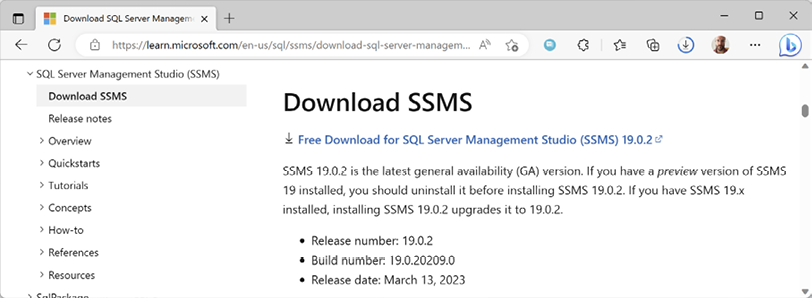 Download SQL Server Managemen
https://learn.microsoft.com/en-us/sql/ssms/download-sql-server-managem...
SQL Server Management Studio (SSMS)
Download SSMS
Release notes
Overview
Quickstarts
Tutorials
Concepts
How-to
References
Resources
SqlPackage
Download SSMS
Free Download for SQL Server Management Studio (SSMS) 19.0.2
SSMS 19.0.2 is the latest general availability (GA) version. If you have a preview version of SSMS
19 installed, you should uninstall it before installing SSMS 19.0.2. If you have SSMS 19.x
installed, installing SSMS 19.0.2 upgrades it to 19.0.2.
• Release number: 19.0.2
• Build number: 19.0.20209.0
• Release date: March 13, 2023